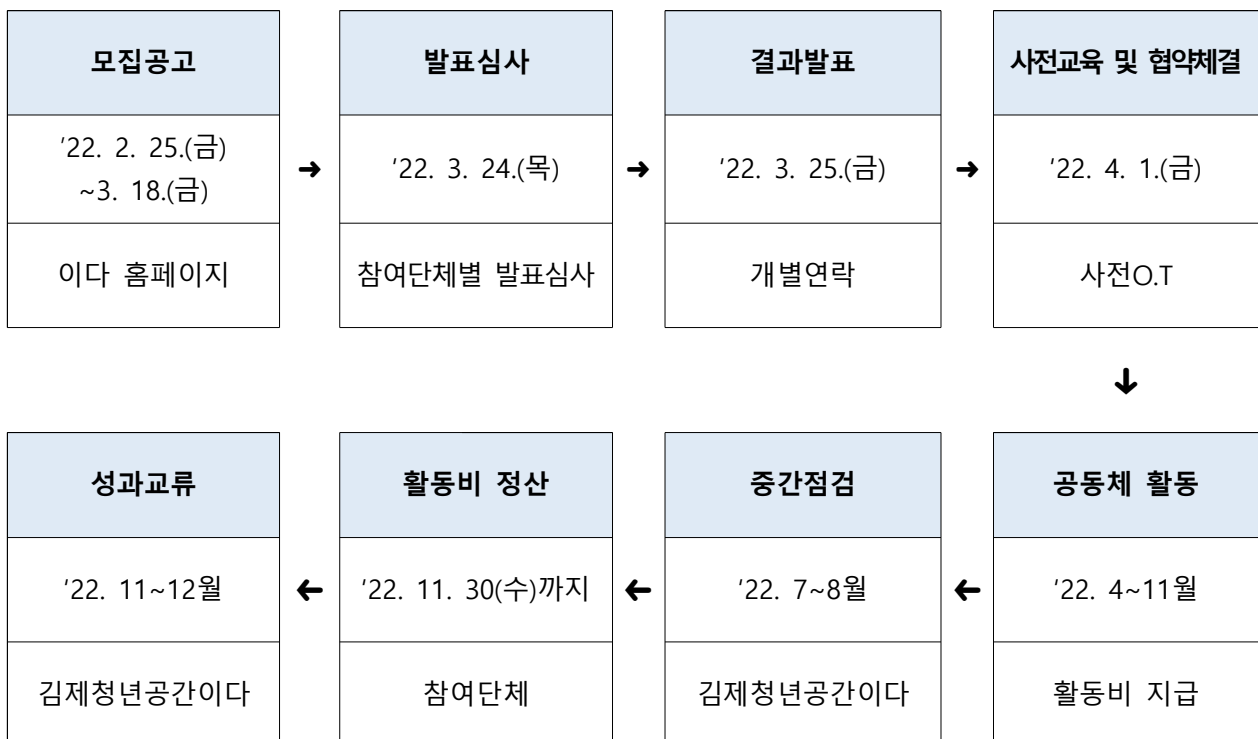 모집공고
'22. 2. 25.(금)
~3. 18.(금)
이다 홈페이지
➜
발표심사
'22. 3. 24.(목)
참여단체별 발표심사
➜
결과발표
'22. 3. 25.(금)
개별연락
➜
사전교육 및 협약체결
'22. 4. 1.(금)
사전O.T
공동체 활동
'22. 4~11월
활동비 지급
중간점검
'22. 7~8월
김제청년공간이다
활동비 정산
'22. 11. 30(수)까지
참여단체
성과교류
'22. 11~12월
김제청년공간이다